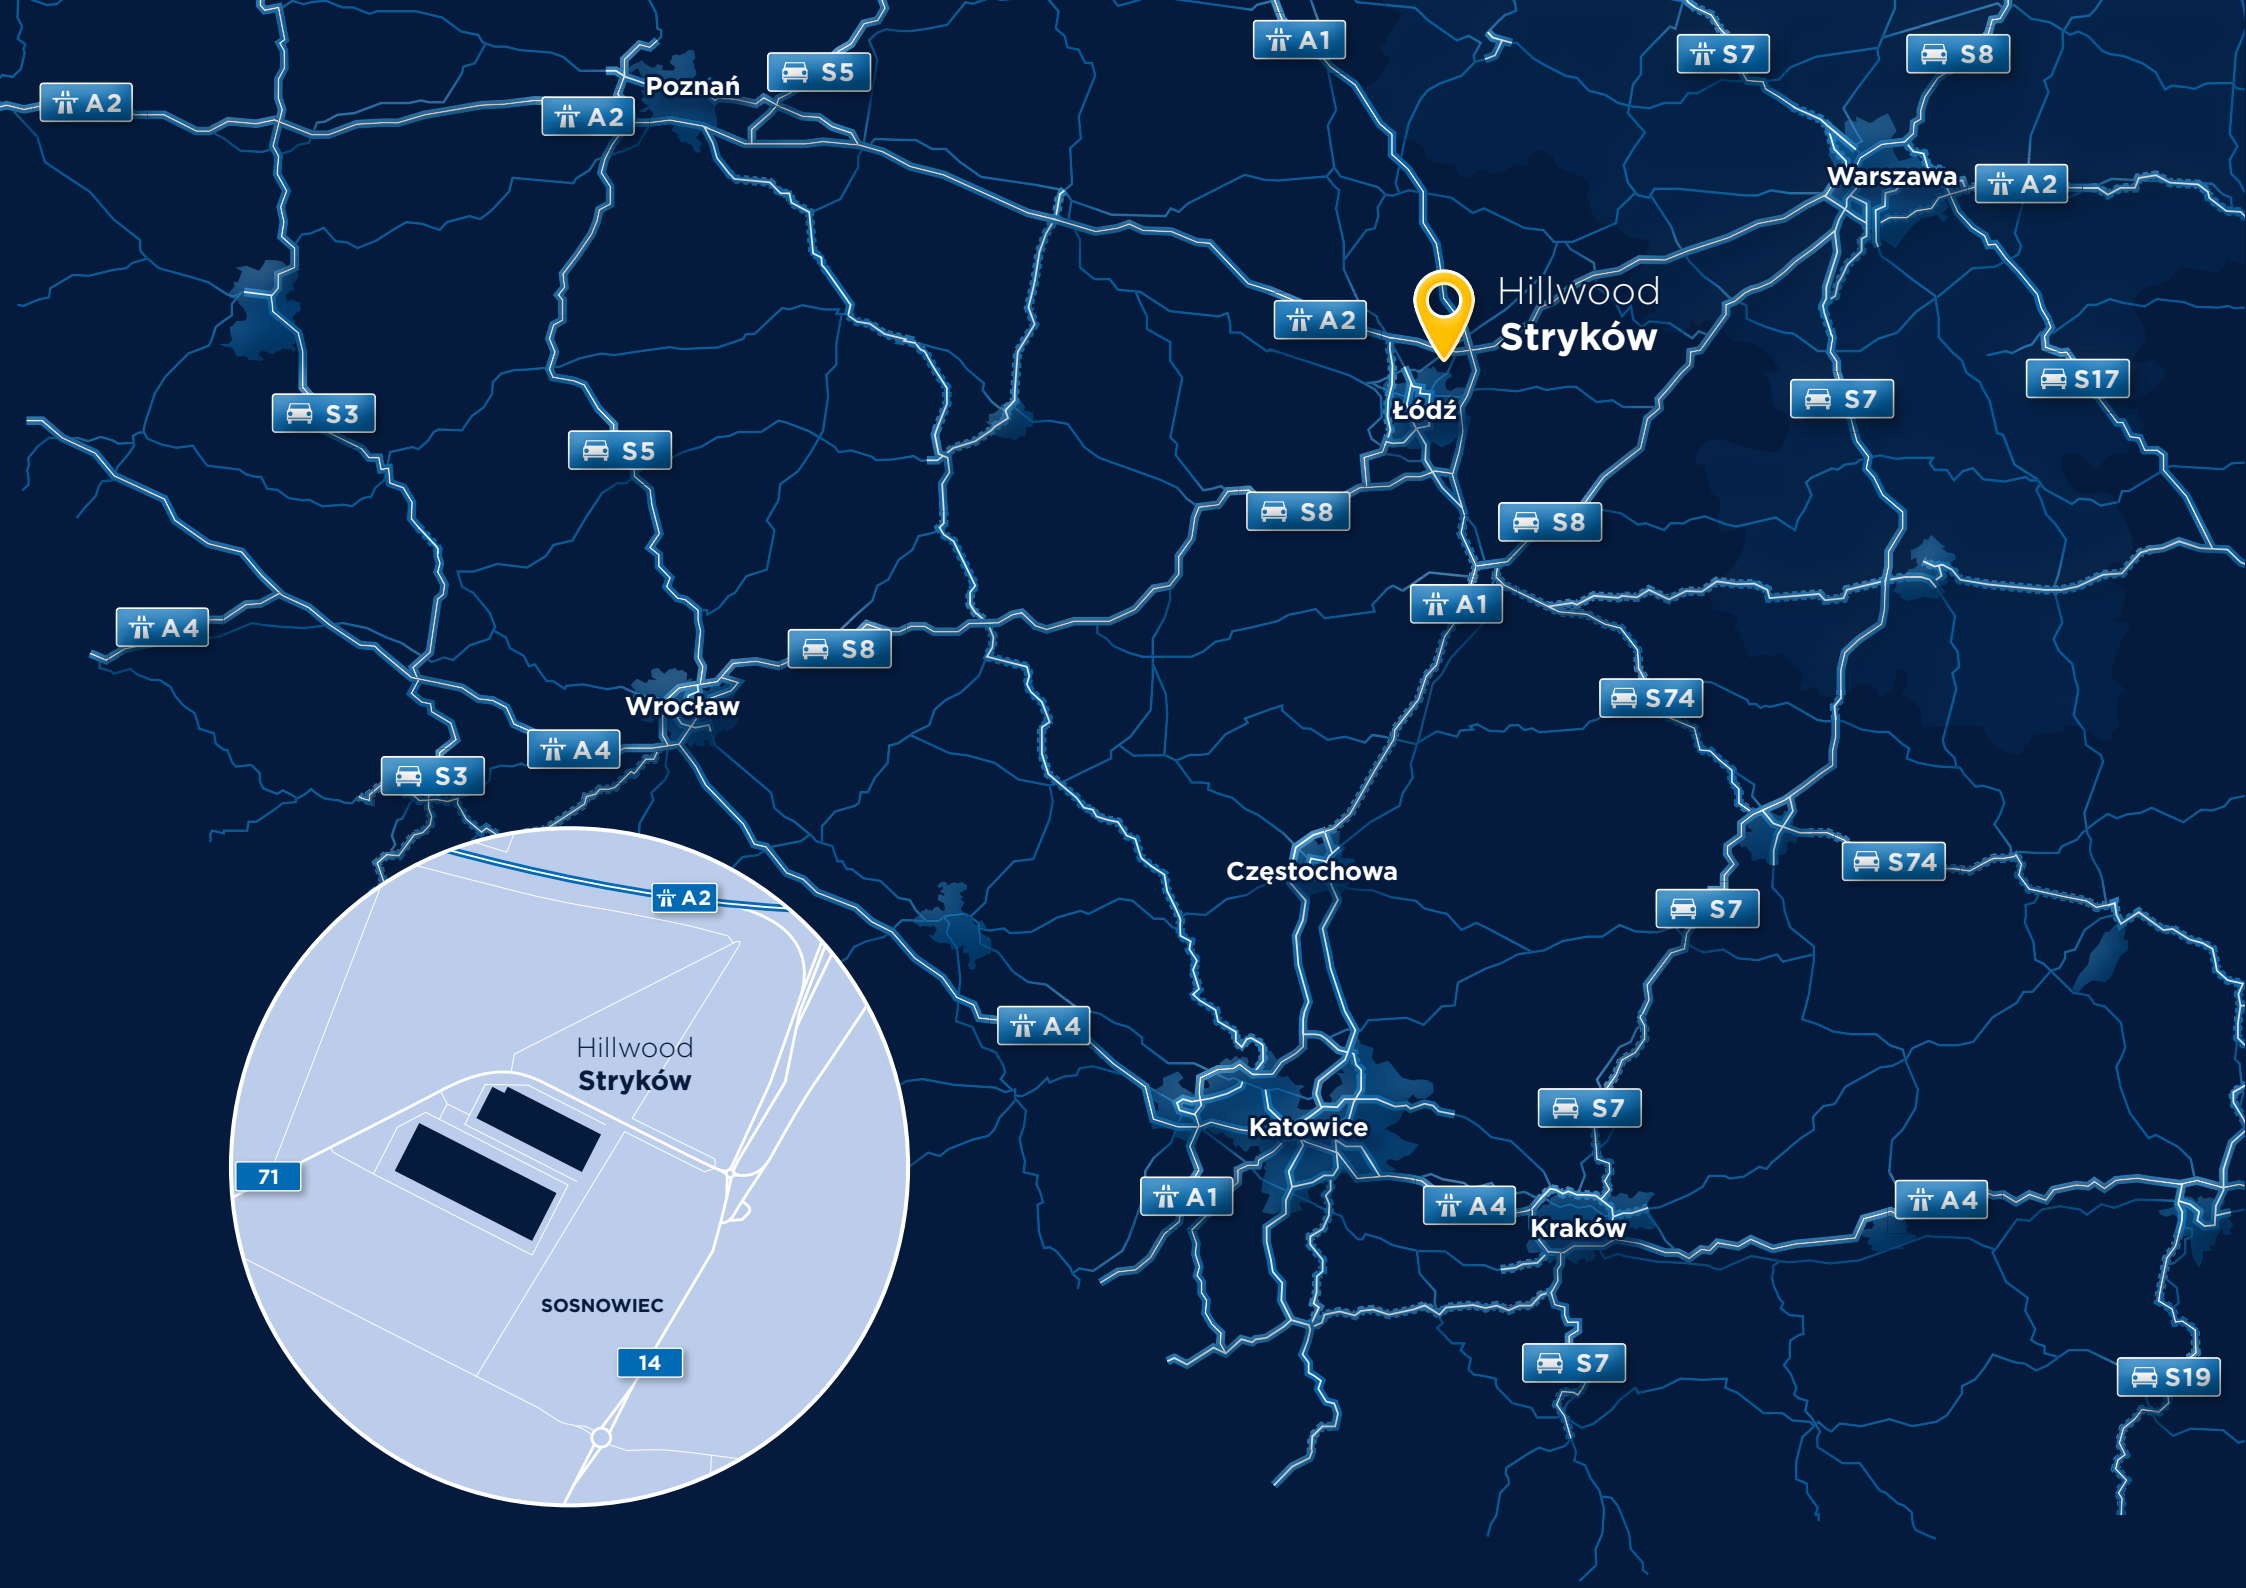 A1
S7
S8
Poznań
S5
A2
A2
Warszawa
A2
Hillwood
Stryków
A2
S17
S7
S3
Łódź
S5
S8
S8
A1
A4
S8
S74
Wrocław
A4
S3
S74
Częstochowa
A2
S7
A4
Hillwood
Stryków
S7
Katowice
71
A1
A4
A4
Kraków
SOSNOWIEC
14
S7
S19